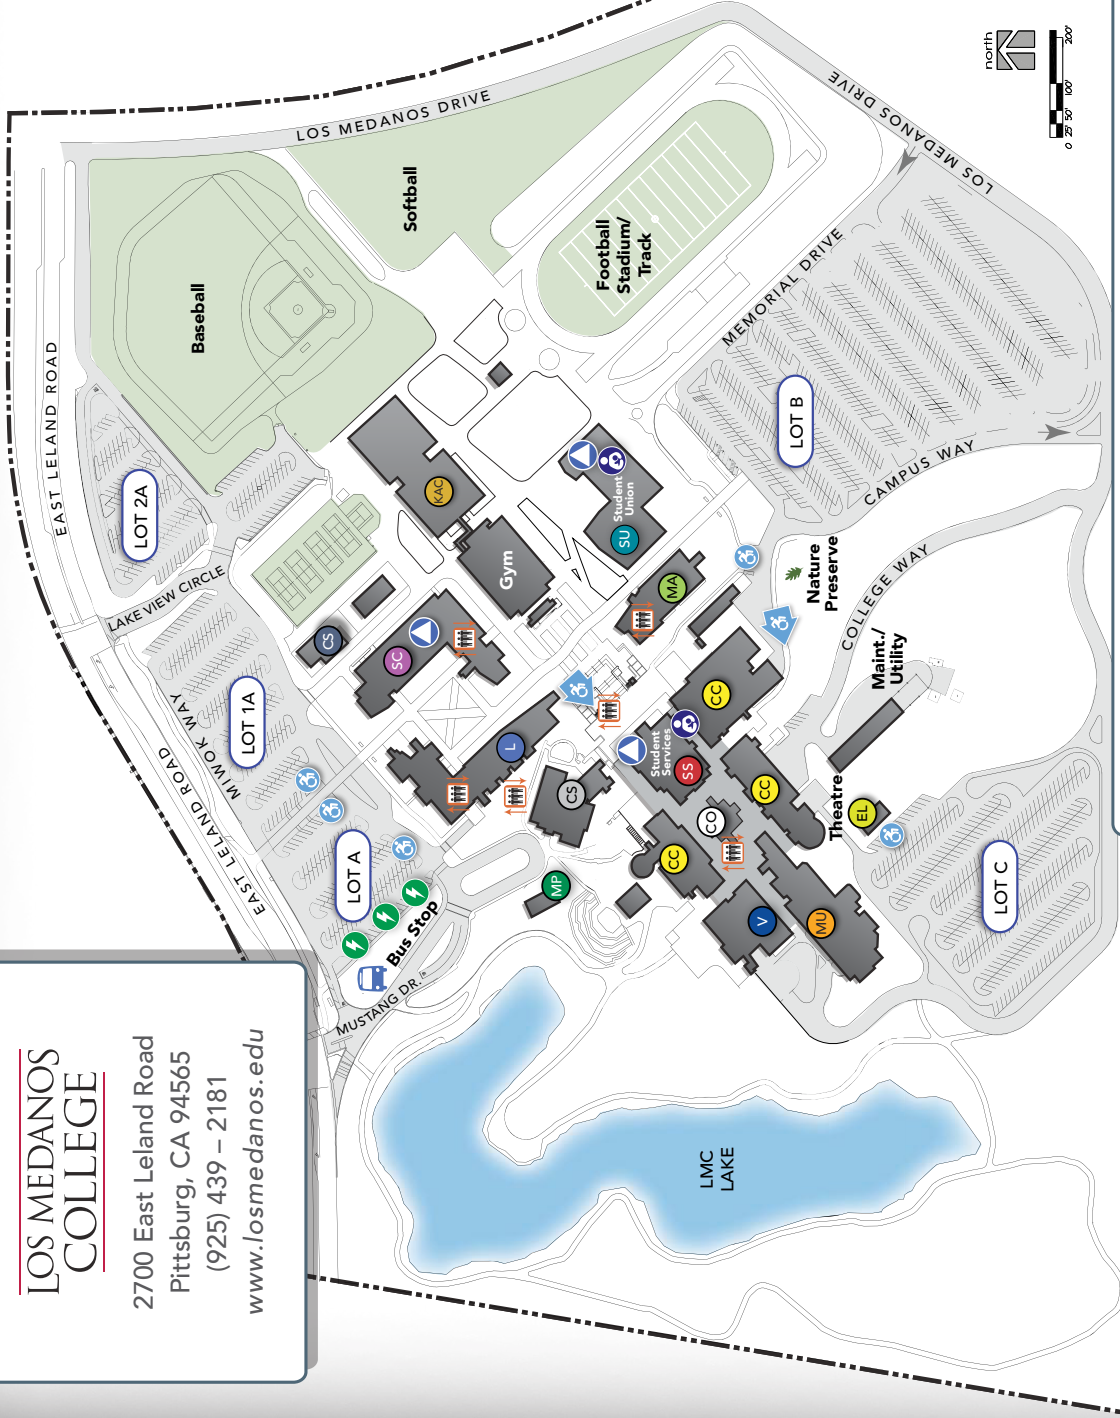 LOS MEDANOS
COLLEGE
2700 East Leland Road
Pittsburg, CA 94565
(925) 439 – 2181
www.losmedanos.edu
EAST LELAND ROAD
EAST LELAND ROAD
EAST LELAND ROAD
MIWOK WAY
LAKE VIEW CIRCLE
MUSTANG DR.
LOS MEDANOS DRIVE
LOS MEDANOS DRIVE
MEMORIAL DRIVE
CAMPUS WAY
COLLEGE WAY
LOT 2A
LOT 1A
LOT A
LOT B
LOT C
Bus Stop
Baseball
Softball
Football
Stadium/
Track
Gym
KAC
CS
SC
L
CS
MP
SU
Student
Union
MA
CC
Student
Services
SS
CO
CC
CC
V
MU
EL
Theatre
Maint./
Utility
Nature
Preserve
LMC
LAKE
north
0 25' 50' 100' 200'